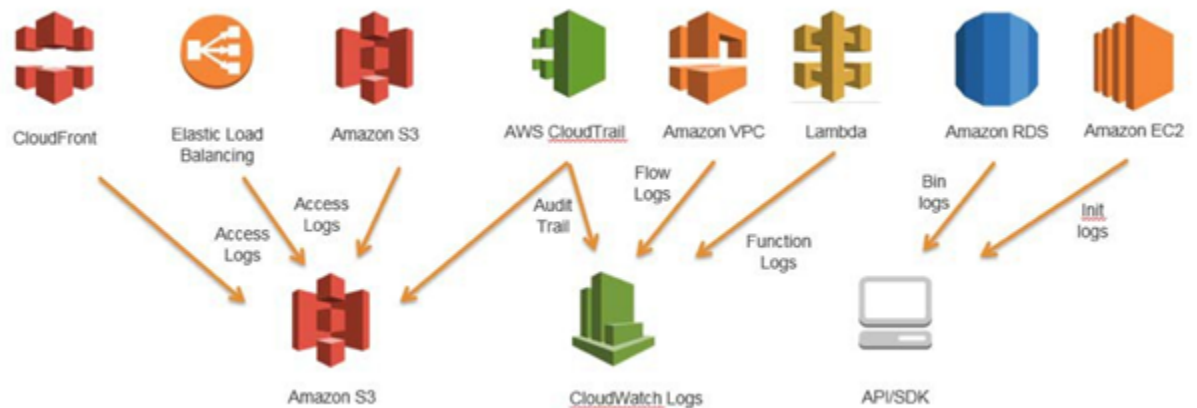 CloudFront
Elastic Load
Balancing
Amazon S3
AWS CloudTrail
Amazon VPC
Lambda
Amazon RDS
Amazon EC2
Access
Logs
Access
Logs
Audit
Trail
Flow
Logs
Function
Logs
Bin
logs
Init
logs
Amazon S3
CloudWatch Logs
API/SDK